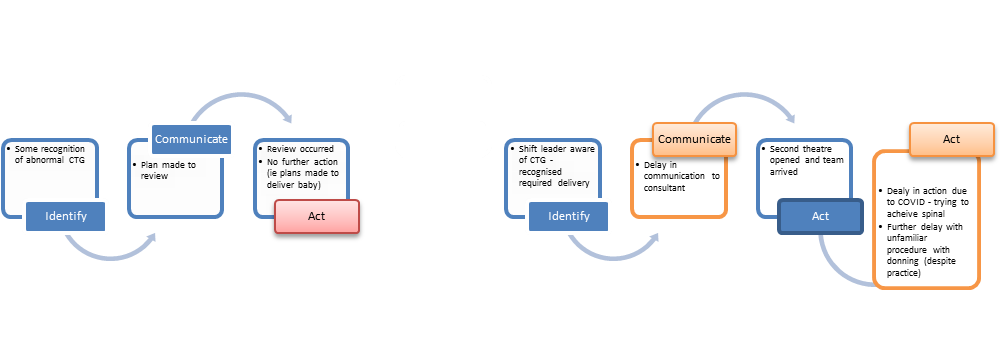 • Some recognition
of abnormal CTG
Identify
Communicate
• Plan made to
review
• Review occurred
• No further action
(ie plans made to
deliver baby)
Act
• Shift leader aware
of CTG -
recognised
required delivery
Identify
Communicate
• Delay in
communication to
consultant
• Second theatre
opened and team
arrived
Act
Act
• Dealy in action due
to COVID - trying to
acheive spinal
• Further delay with
unfamiliar
procedure with
donning (despite
practice)